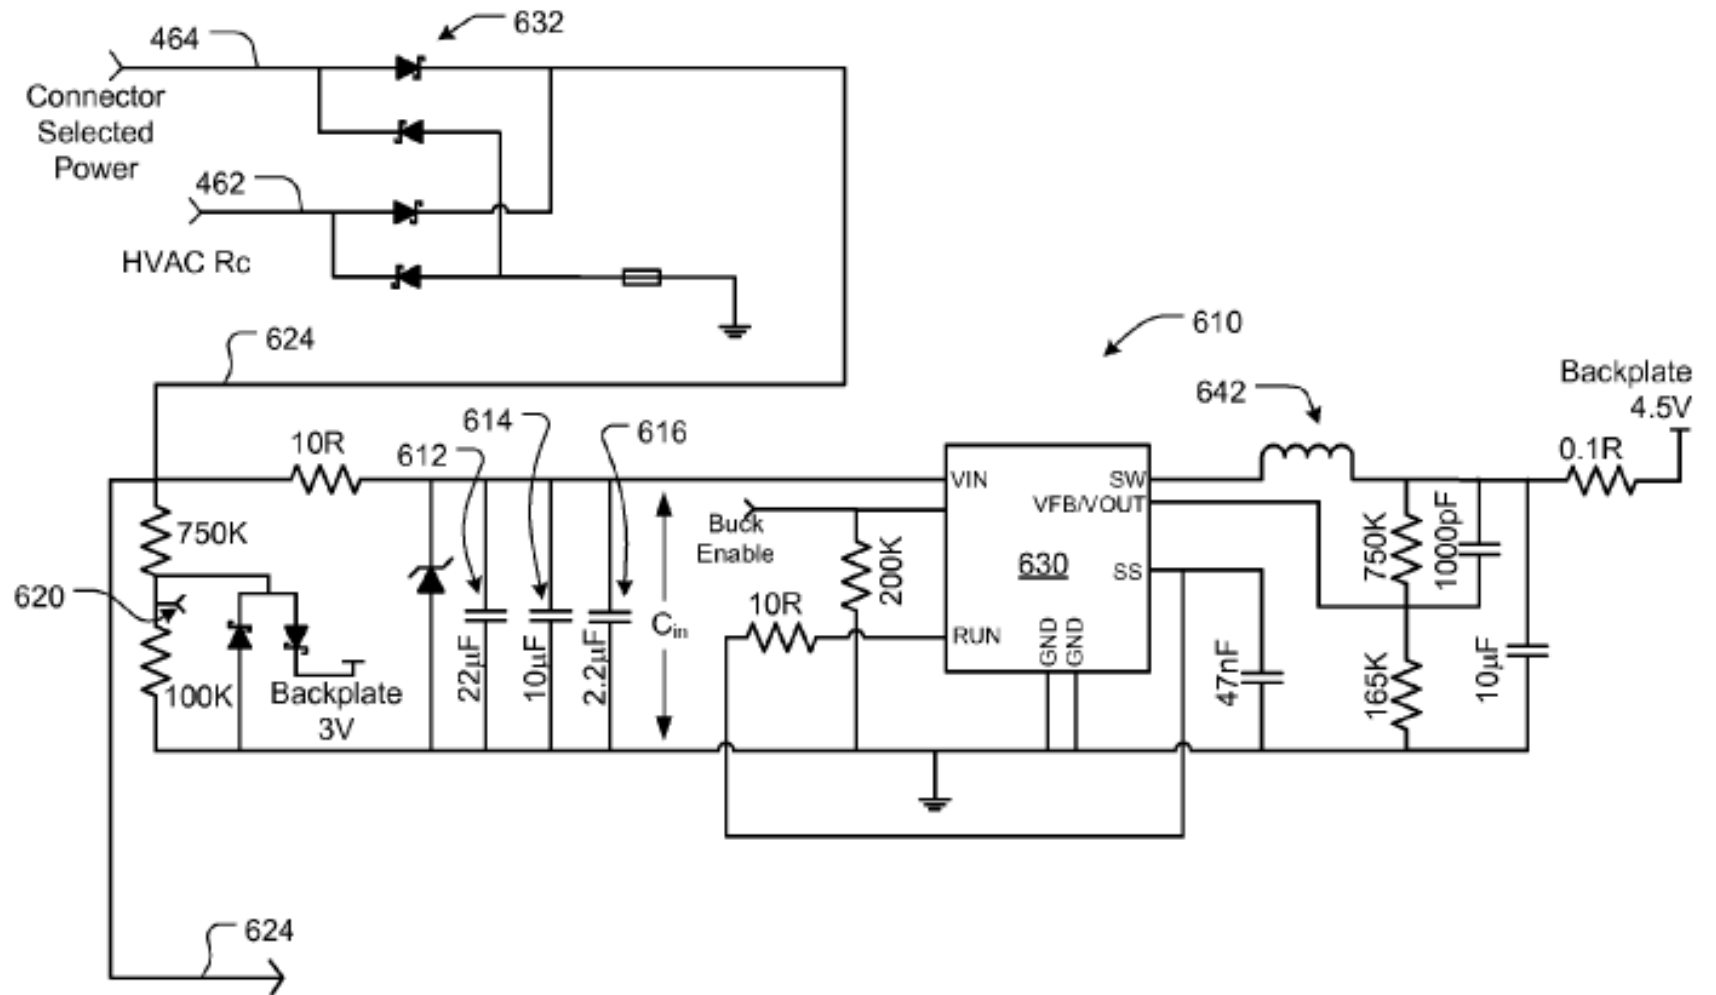 464
632
Connector
Selected
Power
462
HVAC Rc
624
610
642
Backplate
4.5V
10R
612
614
616
0.1R
VIN
SW
VFB/VOUT
750K
Buck
Enable
200K
630
SS
750K
1000pF
620
10R
RUN
GND
GND
C_in
100K
Backplate
3V
22µF
10µF
2.2µF
47nF
165K
10µF
624